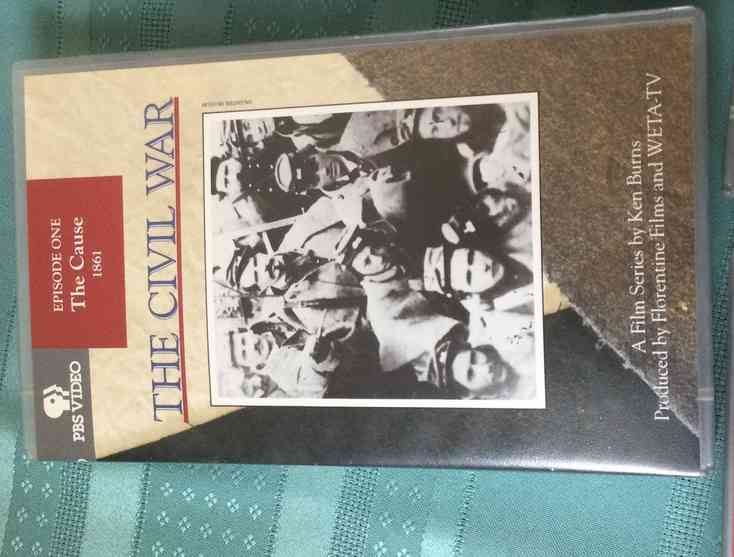 PBS VIDEO
EPISODE ONE
The Cause
1861
THE CIVIL WAR
A Film Series by Ken Burns
Produced by Florentine Films and WETA-TV